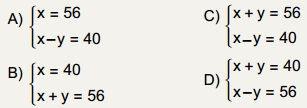 A) { x = 56
x–y = 40
B) { x = 40
x + y = 56
C) { x + y = 56
x–y = 40
D) { x + y = 40
x–y = 56